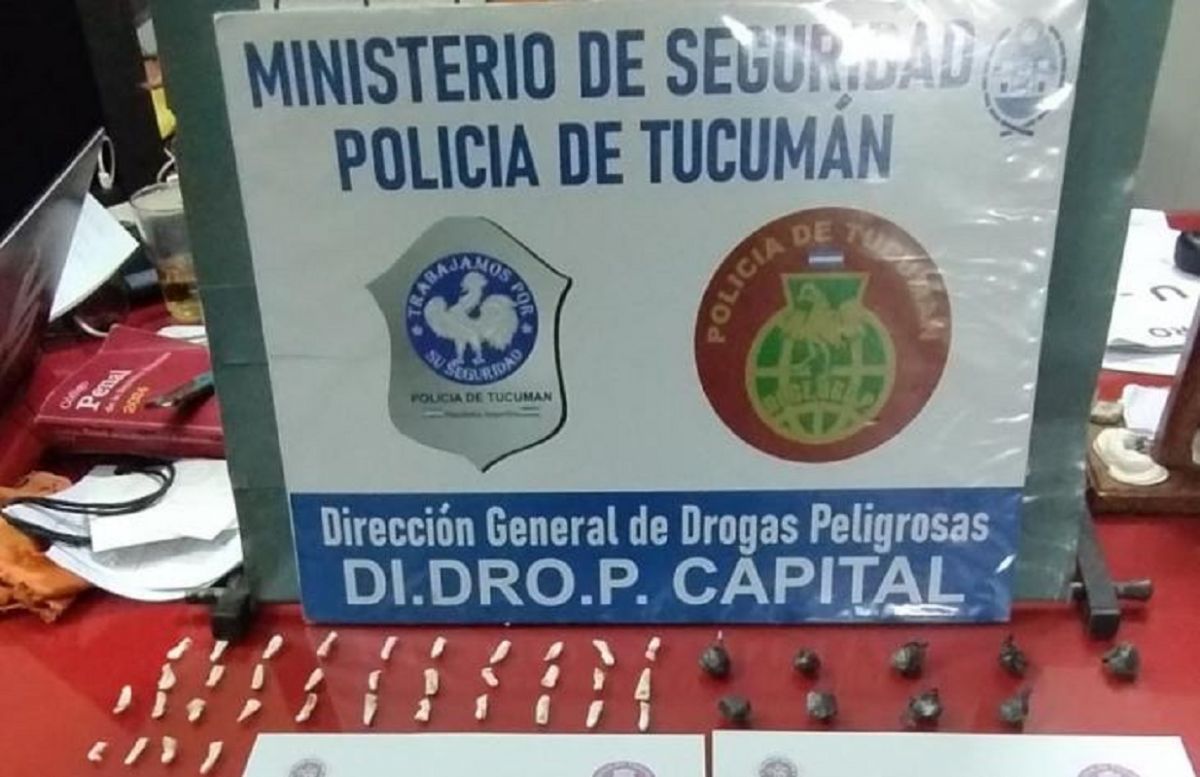 MINISTERIO DE SEGURIDAD
POLICIA DE TUCUMÁN
TRABAJAMOS POR
SU SEGURIDAD
POLICIA DE TUCUMAN
POLICIA DE TUCUMAN
Código
Penal
Dirección General de Drogas Peligrosas
DI.DRO.P. CAPITAL